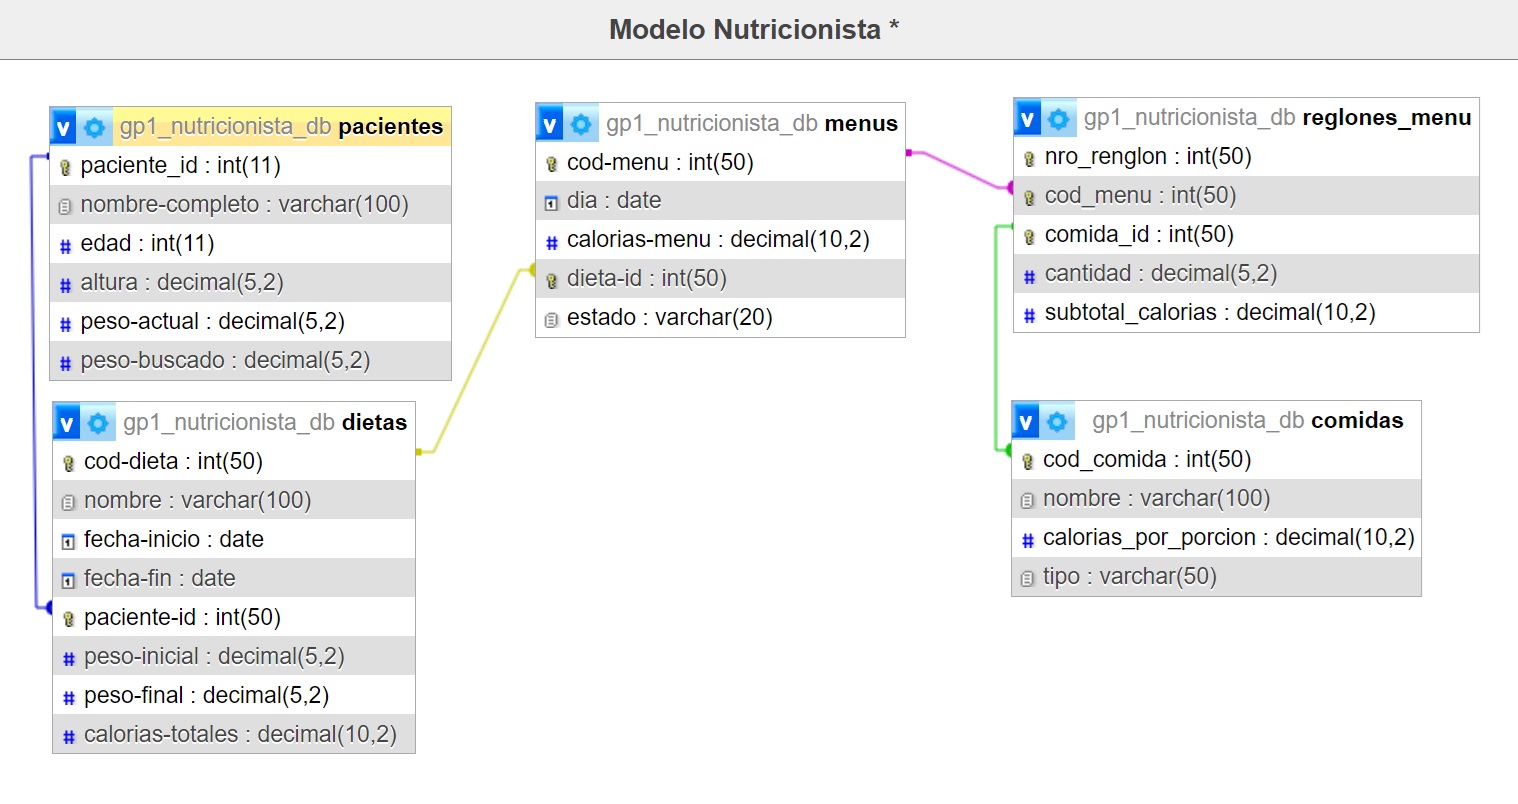 Modelo Nutricionista *
gp1_nutricionista_db pacientes
paciente_id : int(11)
nombre-completo : varchar(100)
edad : int(11)
altura : decimal(5,2)
peso-actual : decimal(5,2)
peso-buscado : decimal(5,2)
gp1_nutricionista_db dietas
cod-dieta : int(50)
nombre : varchar(100)
fecha-inicio : date
fecha-fin : date
paciente-id : int(50)
peso-inicial : decimal(5,2)
peso-final : decimal(5,2)
calorias-totales : decimal(10,2)
gp1_nutricionista_db menus
cod-menu : int(50)
dia : date
calorias-menu : decimal(10,2)
dieta-id : int(50)
estado : varchar(20)
gp1_nutricionista_db reglones_menu
nro_renglon : int(50)
cod_menu : int(50)
comida_id : int(50)
cantidad : decimal(5,2)
subtotal_calorias : decimal(10,2)
gp1_nutricionista_db comidas
cod_comida : int(50)
nombre : varchar(100)
calorias_por_porcion : decimal(10,2)
tipo : varchar(50)